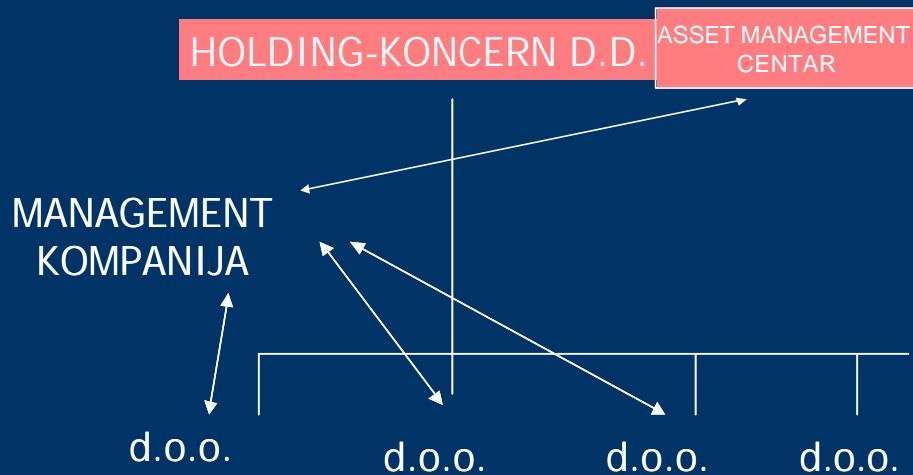 HOLDING-KONCERN D.D.
ASSET MANAGEMENT
CENTAR
MANAGEMENT
KOMPANIJA
d.o.o.
d.o.o.
d.o.o.
d.o.o.